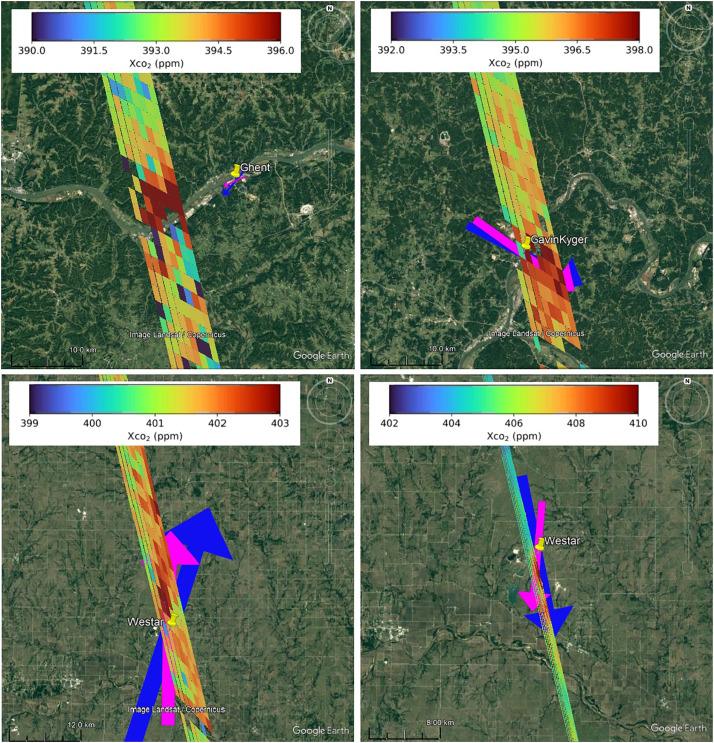 390.0 391.5 393.0 394.5 396.0
Xco₂ (ppm)
N
Ghent
Image Landsat / Copernicus
10.0 km
Google Earth
392.0 393.5 395.0 396.5 398.0
Xco₂ (ppm)
N
GavinKyger
Image Landsat / Copernicus
10.0 km
Google Earth
399 400 401 402 403
Xco₂ (ppm)
N
Westar
Image Landsat / Copernicus
12.0 km
Google Earth
402 404 406 408 410
Xco₂ (ppm)
N
Westar
8.00 km
Google Earth